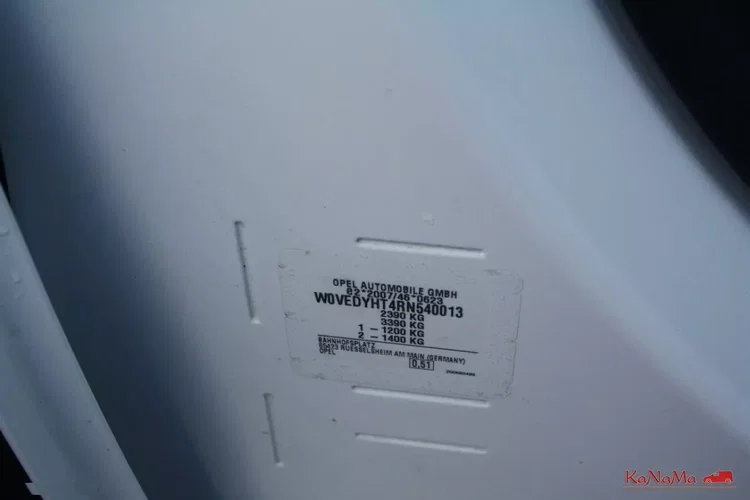 OPEL AUTOMOBILE GMBH
e2*2007/46*0623
W0VEDYHT4RN540013
2390 KG
3390 KG
1 - 1200 KG
2 - 1400 KG
BAHNHOFSPLATZ
65423 RUESSELSHEIM AM MAIN (GERMANY)
OPEL
0.51
KaNaMa